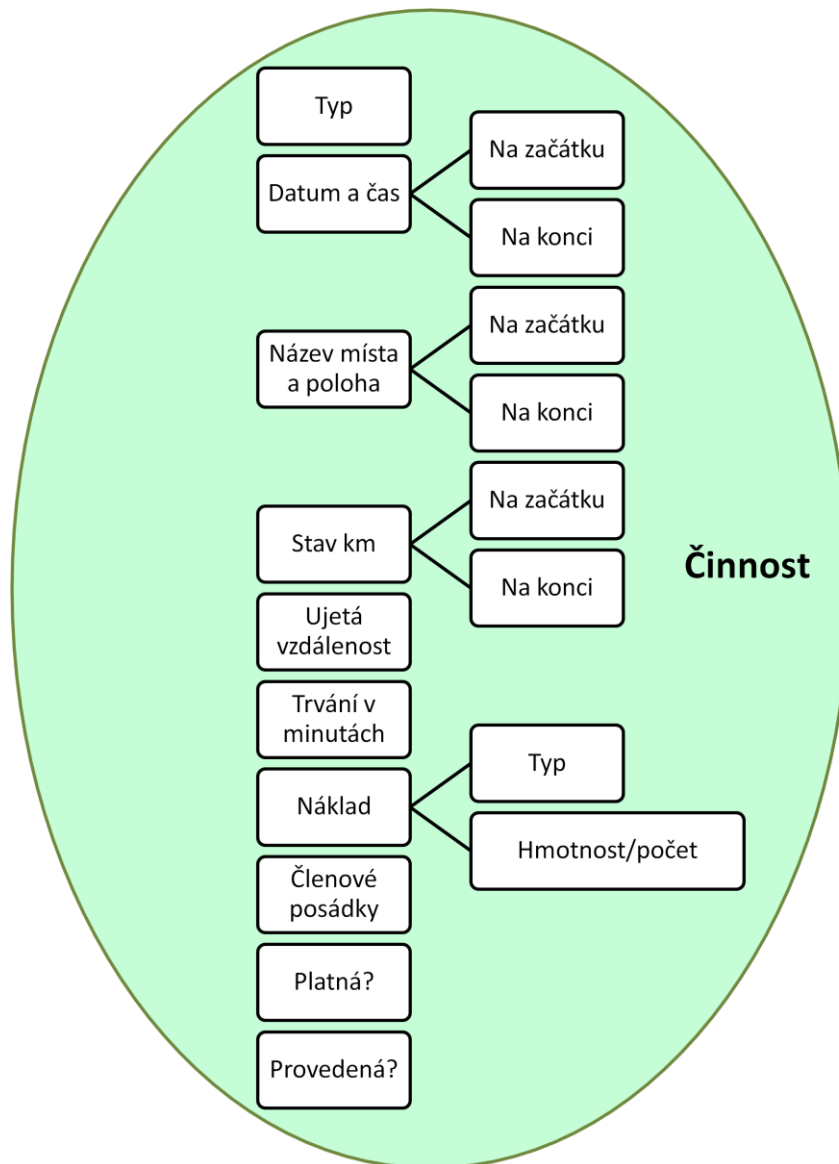 Typ
Datum a čas
Na začátku
Na konci
Název místa
a poloha
Na začátku
Na konci
Stav km
Na začátku
Na konci
Činnost
Ujetá
vzdálenost
Trvání v
minutách
Náklad
Typ
Hmotnost/počet
Členové
posádky
Platná?
Provedená?